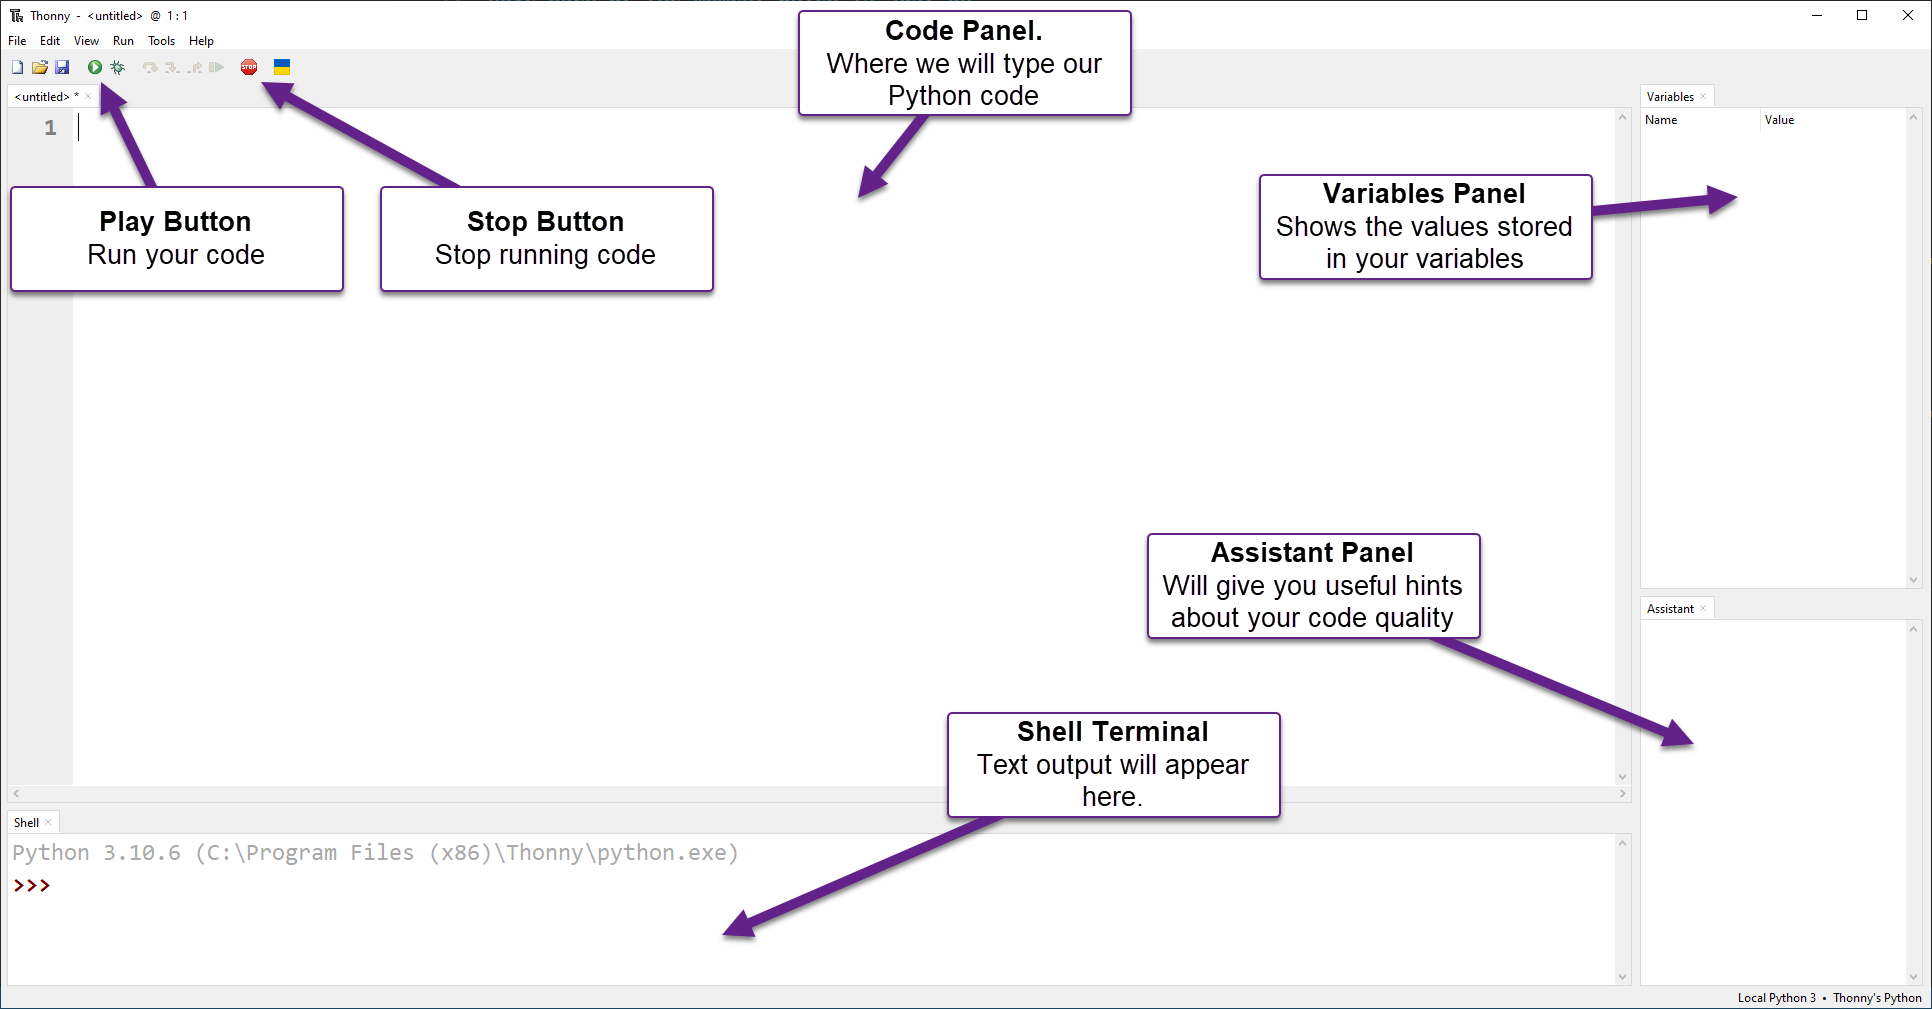 Thonny - <untitled> @ 1:1
File Edit View Run Tools Help
STOP
<untitled> *
1
Code Panel.
Where we will type our
Python code
Play Button
Run your code
Stop Button
Stop running code
Variables
Name Value
Variables Panel
Shows the values stored
in your variables
Assistant Panel
Will give you useful hints
about your code quality
Assistant
Shell Terminal
Text output will appear
here.
Shell
Python 3.10.6 (C:\Program Files (x86)\Thonny\python.exe)
>>>
Local Python 3 • Thonny's Python